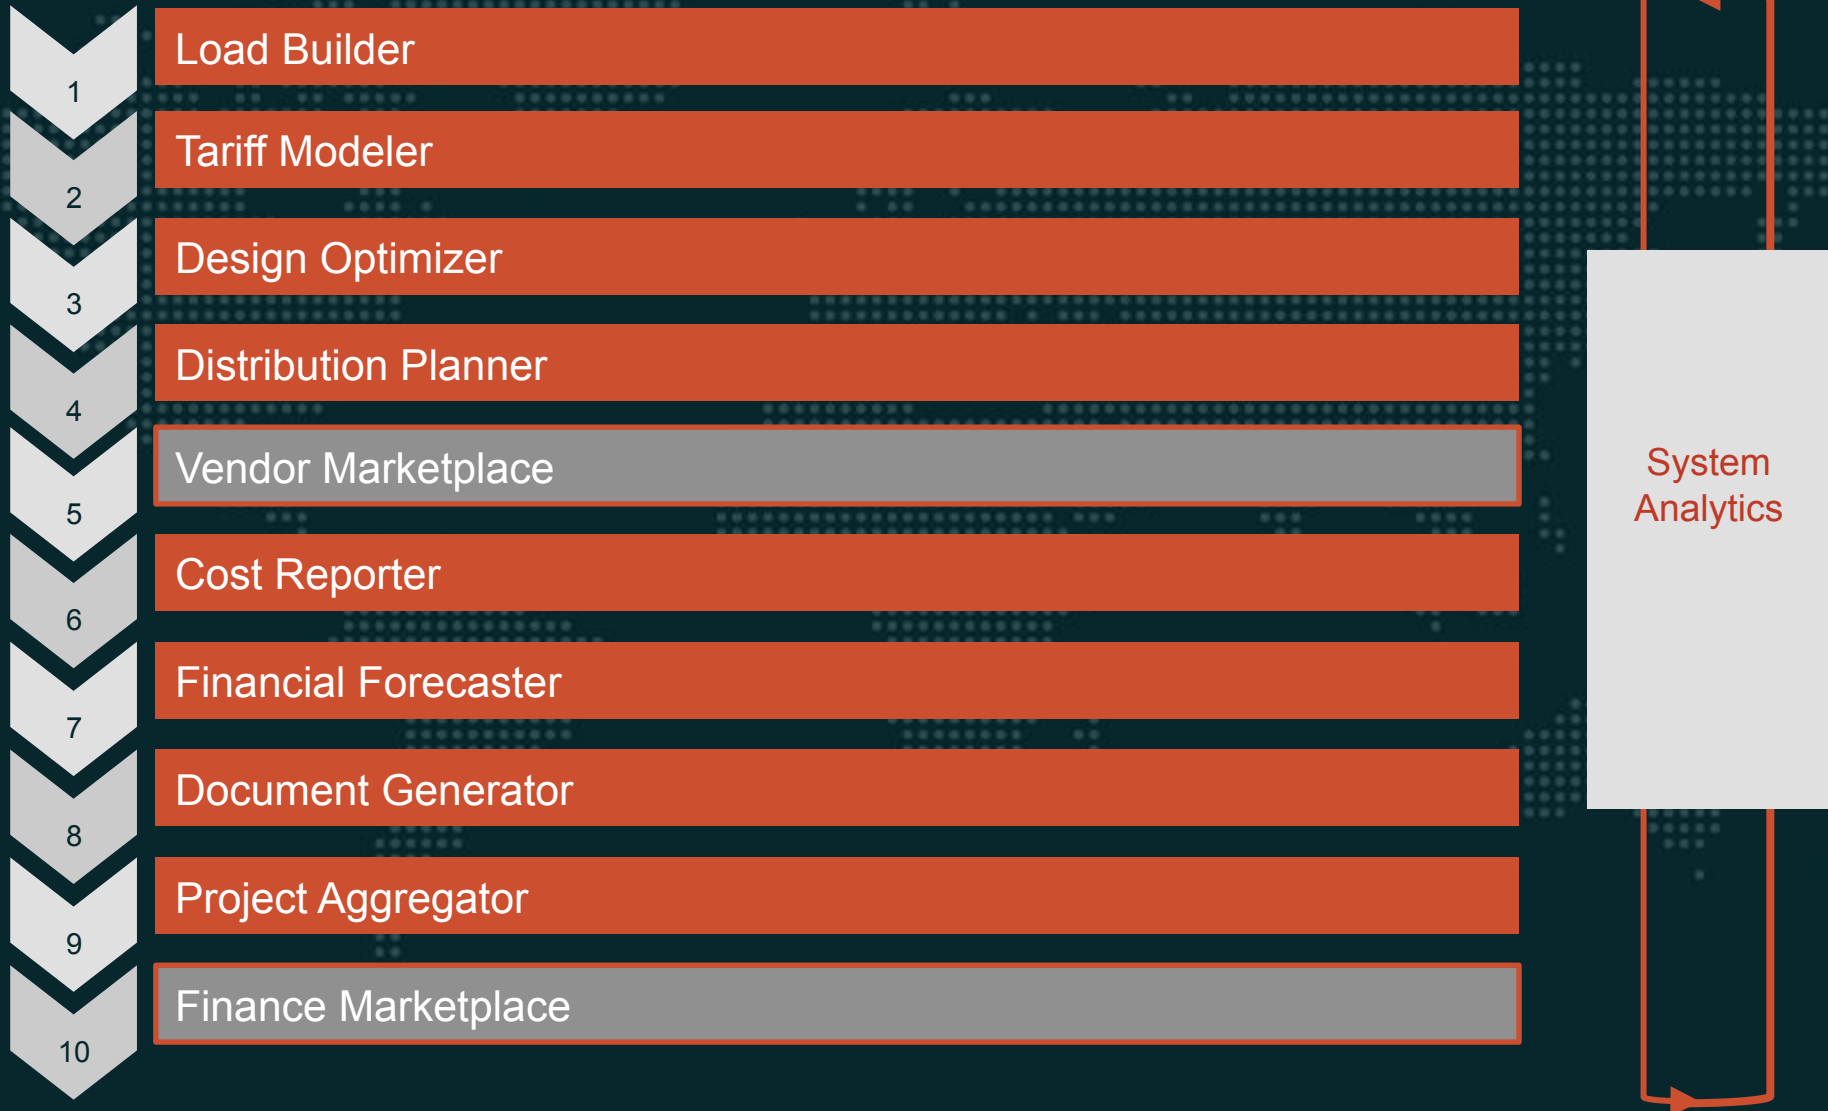 1
Load Builder
2
Tariff Modeler
3
Design Optimizer
4
Distribution Planner
5
Vendor Marketplace
6
Cost Reporter
7
Financial Forecaster
8
Document Generator
9
Project Aggregator
10
Finance Marketplace
System
Analytics